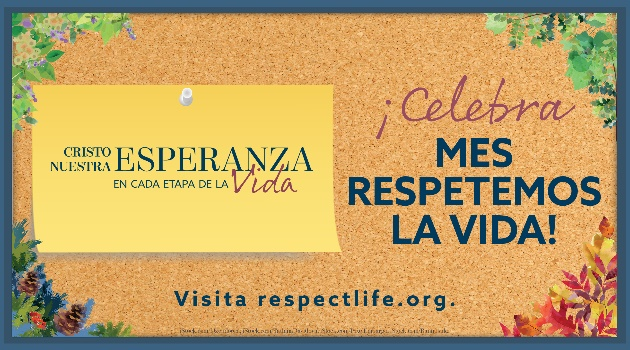 CRISTO
NUESTRA ESPERANZA
EN CADA ETAPA DE LA Vida
¡Celebra
MES
RESPETEMOS
LA VIDA!
Visita respectlife.org.